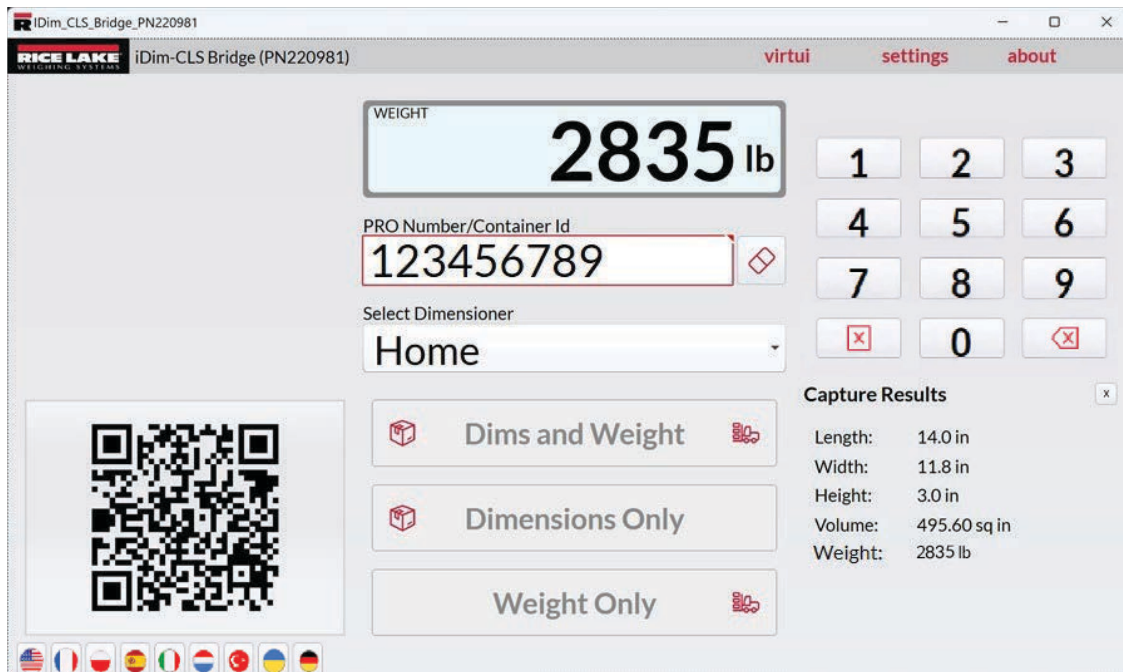 IDim_CLS_Bridge_PN220981
RICE LAKE
WEIGHING SYSTEMS
iDim-CLS Bridge (PN220981)
virtui
settings
about
WEIGHT
2835 lb
1 2 3
4 5 6
7 8 9
0
PRO Number/Container Id
123456789
Select Dimensioner
Home
Dims and Weight
Dimensions Only
Weight Only
Capture Results
x
Length: 14.0 in
Width: 11.8 in
Height: 3.0 in
Volume: 495.60 sq in
Weight: 2835 lb